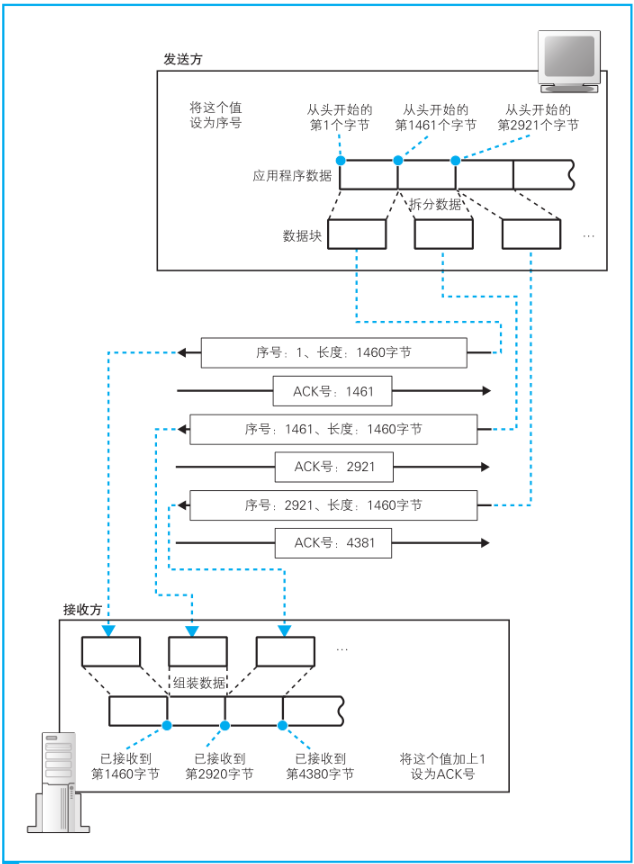 发送方
将这个值
设为序号
从头开始的
第1个字节
从头开始的
第1461个字节
从头开始的
第2921个字节
应用程序数据
拆分数据
数据块
…
序号：1、长度：1460字节
ACK号：1461
序号：1461、长度：1460字节
ACK号：2921
序号：2921、长度：1460字节
ACK号：4381
接收方
…
组装数据
已接收到
第1460字节
已接收到
第2920字节
已接收到
第4380字节
将这个值加上1
设为ACK号